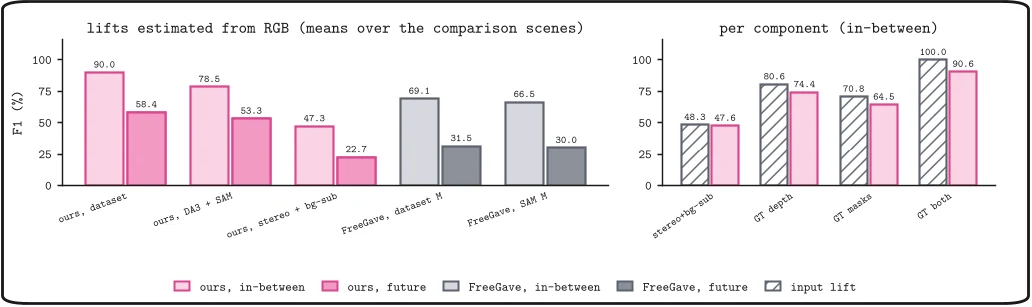 lifts estimated from RGB (means over the comparison scenes)
F1 (%)
100
75
50
25
0
90.0
58.4
78.5
53.3
47.3
22.7
69.1
31.5
66.5
30.0
ours, dataset
ours, DA3 + SAM
ours, stereo + bg-sub
FreeGave, dataset M
FreeGave, SAM M
per component (in-between)
100
75
50
25
0
48.3
47.6
80.6
74.4
70.8
64.5
100.0
90.6
stereo+bg-sub
GT depth
GT masks
GT both
ours, in-between
ours, future
FreeGave, in-between
FreeGave, future
input lift